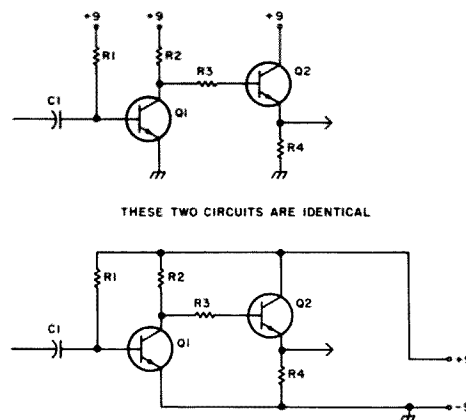 +9 +9 +9
R1 R2 Q2
R3
C1 Q1
R4
THESE TWO CIRCUITS ARE IDENTICAL
R1 R2 Q2
R3
C1 Q1
R4 +9
-9